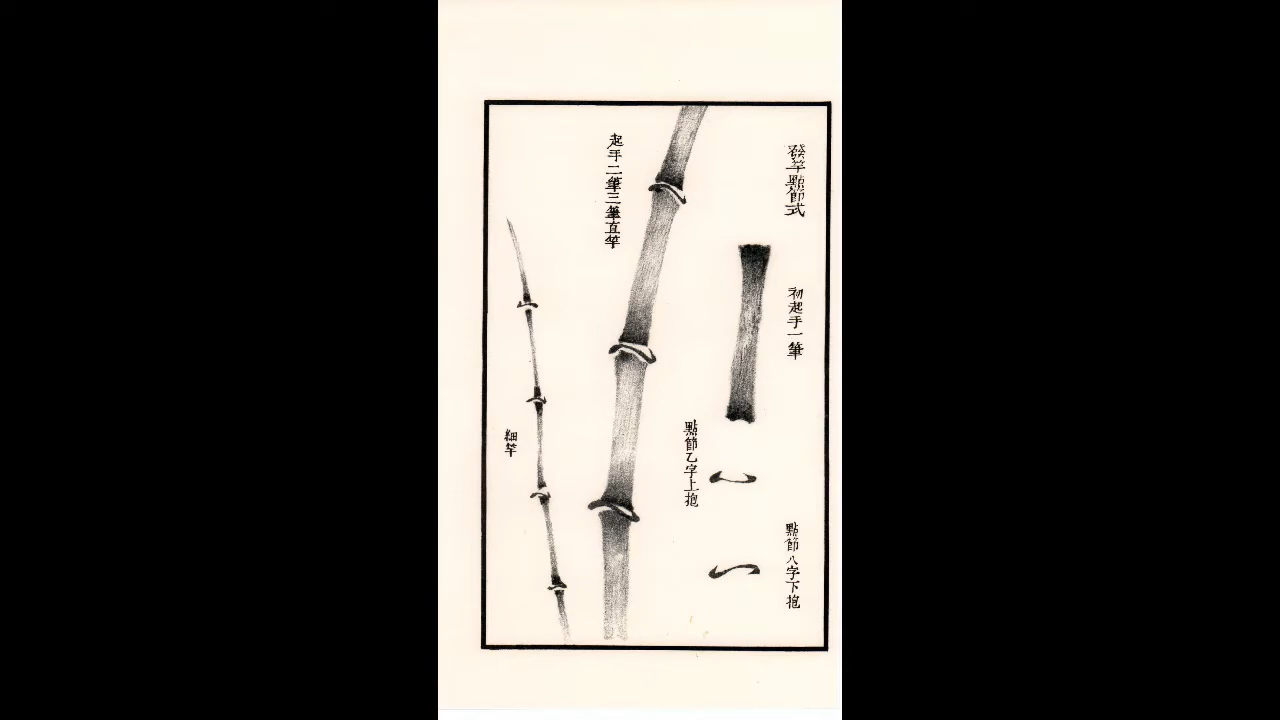 發竿點節式
初起手一筆
點節八字下抱
點節乙字上抱
起手二筆三筆直竿
細竿